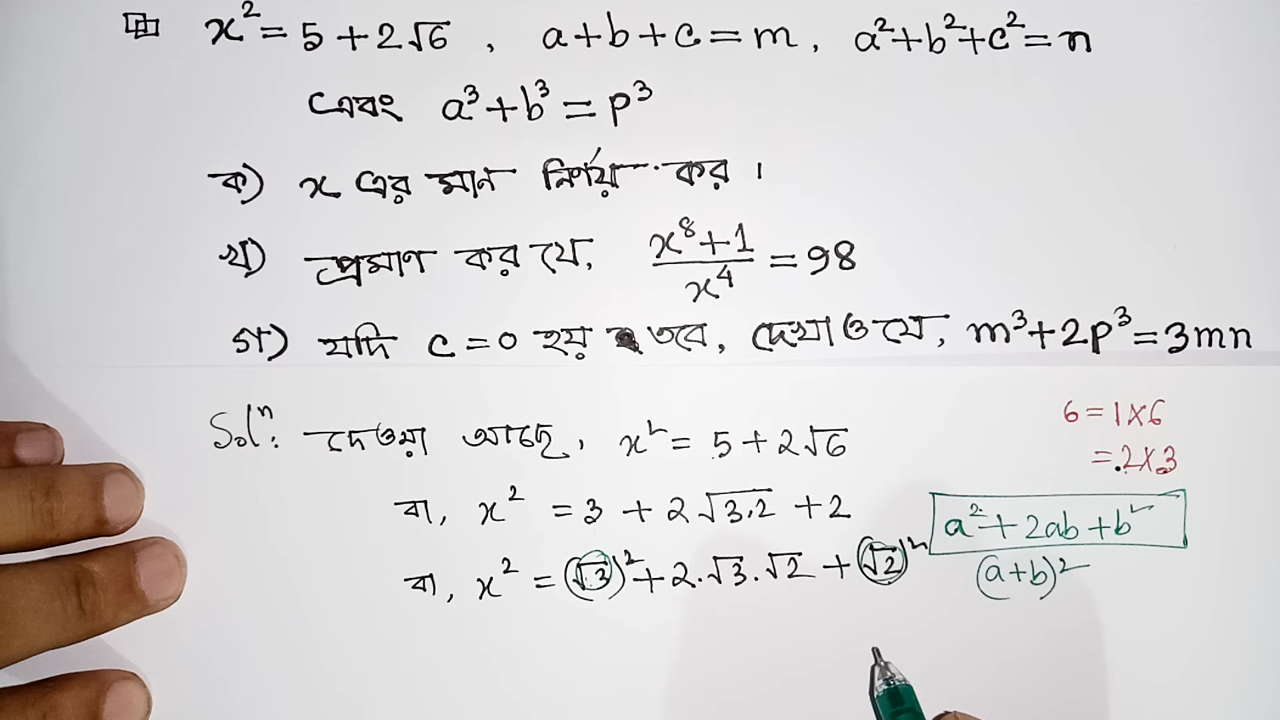 x² = 5 + 2√6 , a + b + c = m , a² + b² + c² = n
এবং a³ + b³ = p³
ক) x এর মান নির্ণয় কর ।
খ) প্রমাণ কর যে, (x⁸ + 1)/x⁴ = 98
গ) যদি c = 0 হয় তবে, দেখাও যে, m³ + 2p³ = 3mn
Solⁿ: দেওয়া আছে, x² = 5 + 2√6
6 = 1 × 6
= 2 × 3
বা, x² = 3 + 2√3.2 + 2
a² + 2ab + b²
বা, x² = (√3)² + 2.√3.√2 + (√2)²
(a+b)²